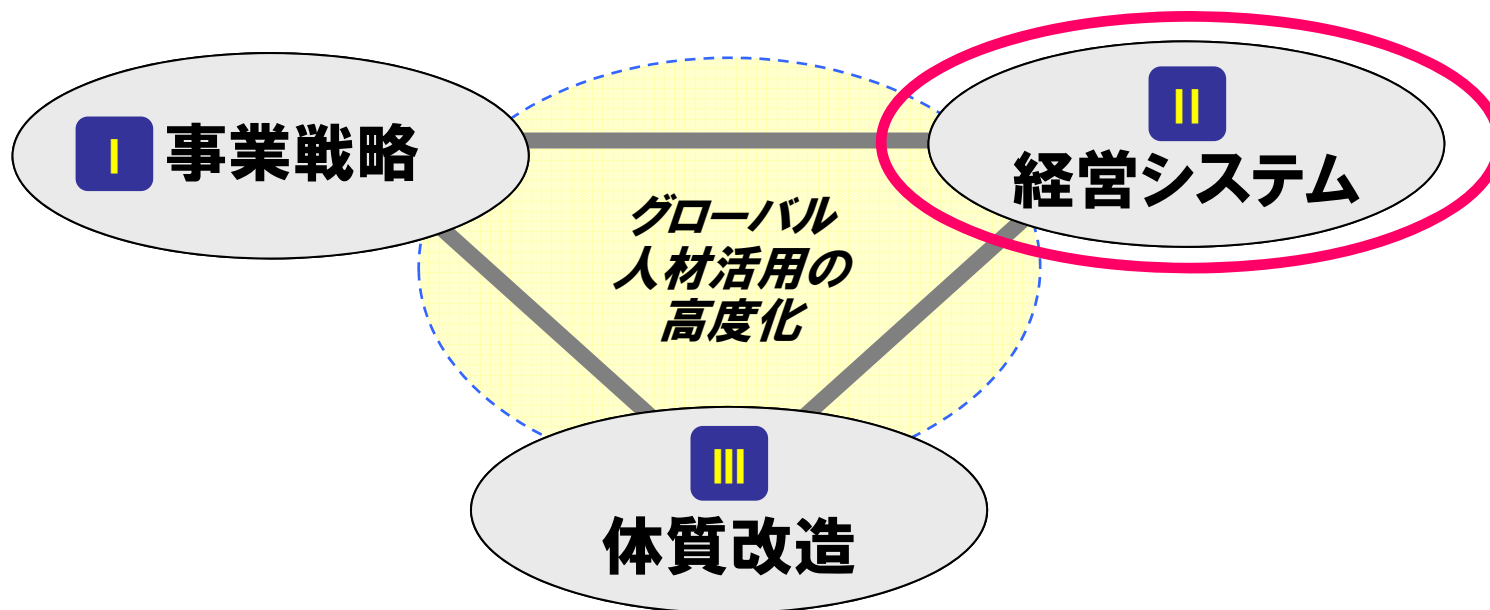 I 事業戦略
II
経営システム
グローバル
人材活用の
高度化
III
体質改造